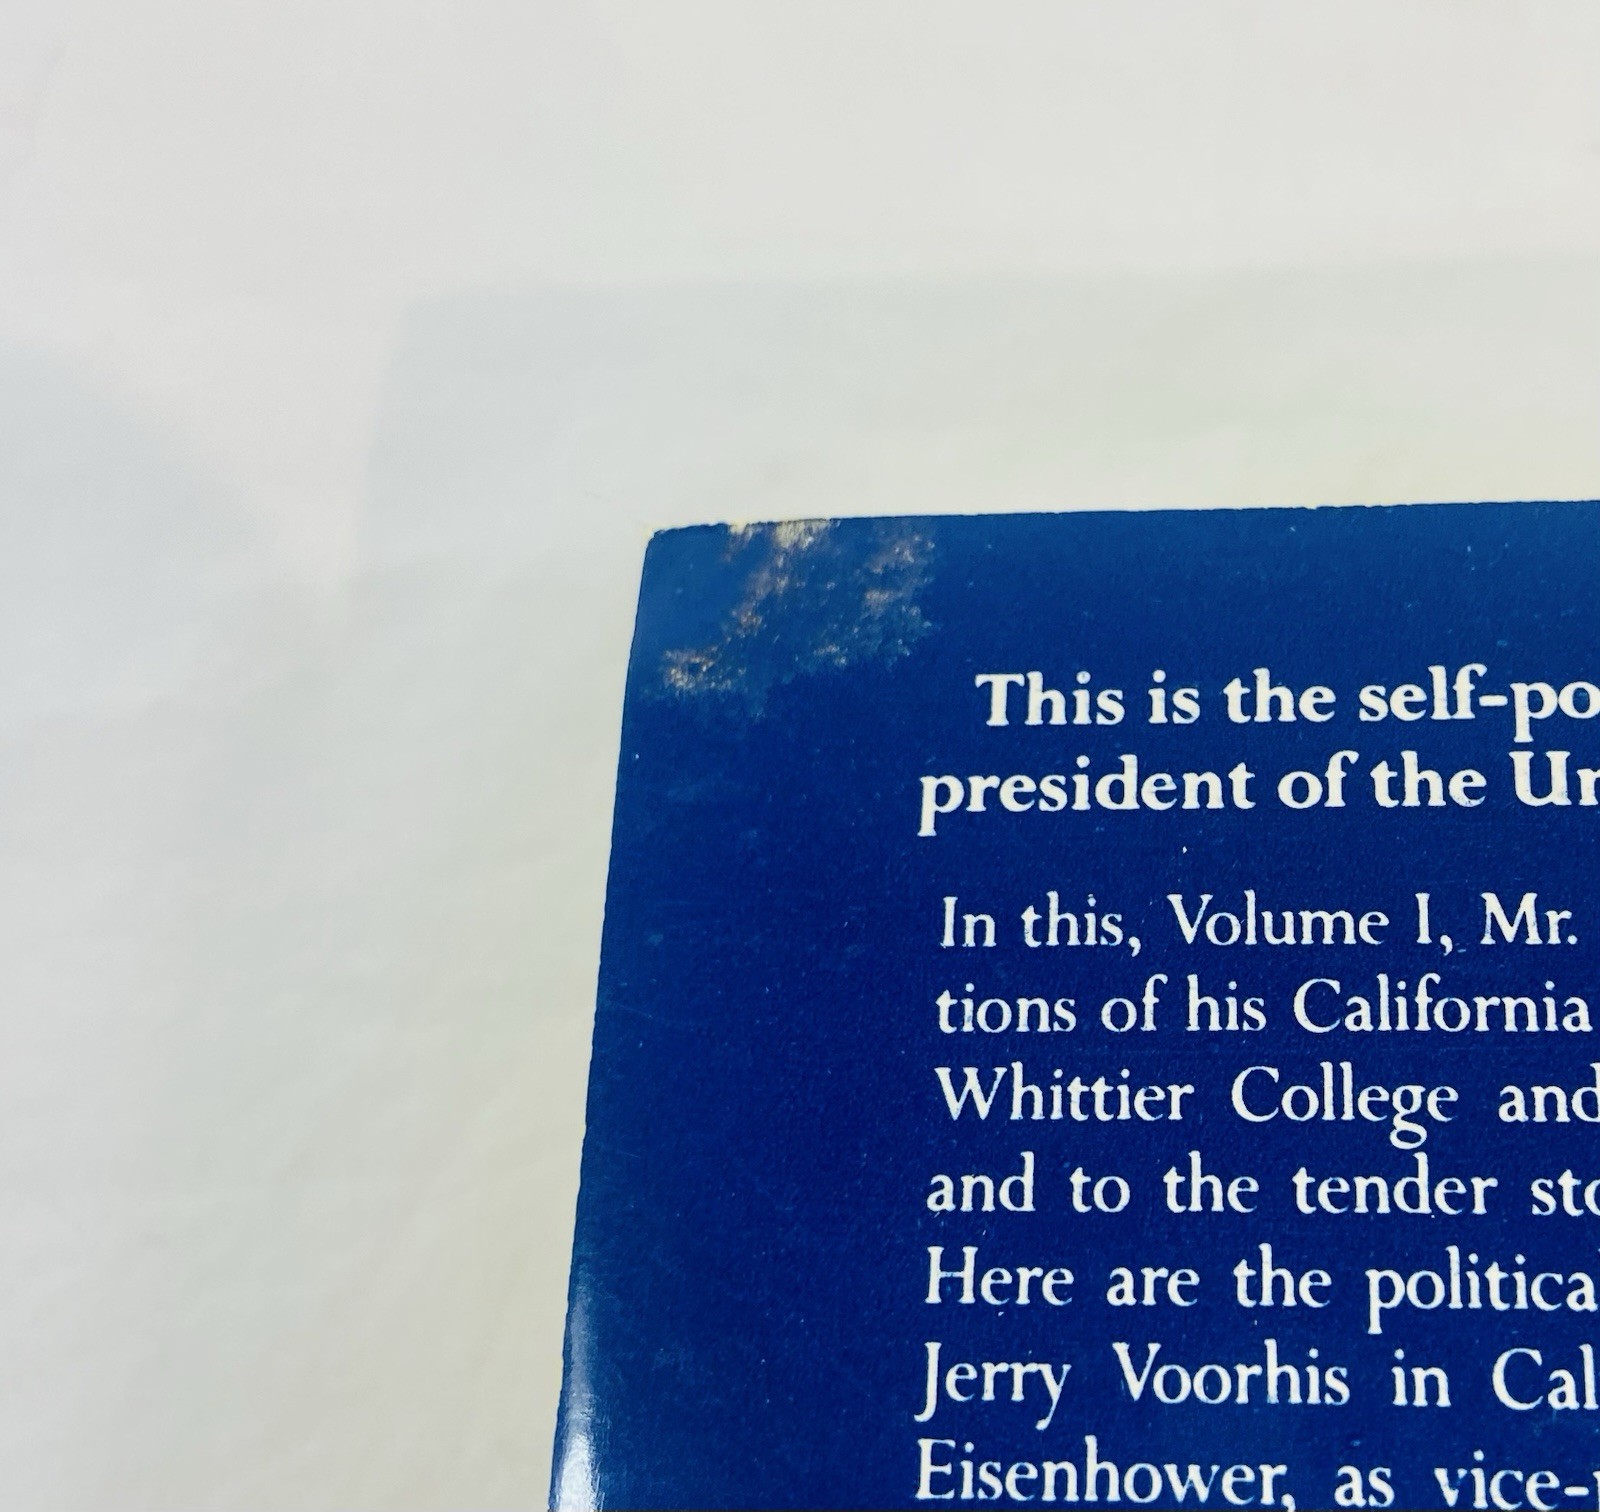 This is the self-po
president of the Un
In this, Volume I, Mr.
tions of his California
Whittier College and
and to the tender sto
Here are the politica
Jerry Voorhis in Cal
Eisenhower, as vice-